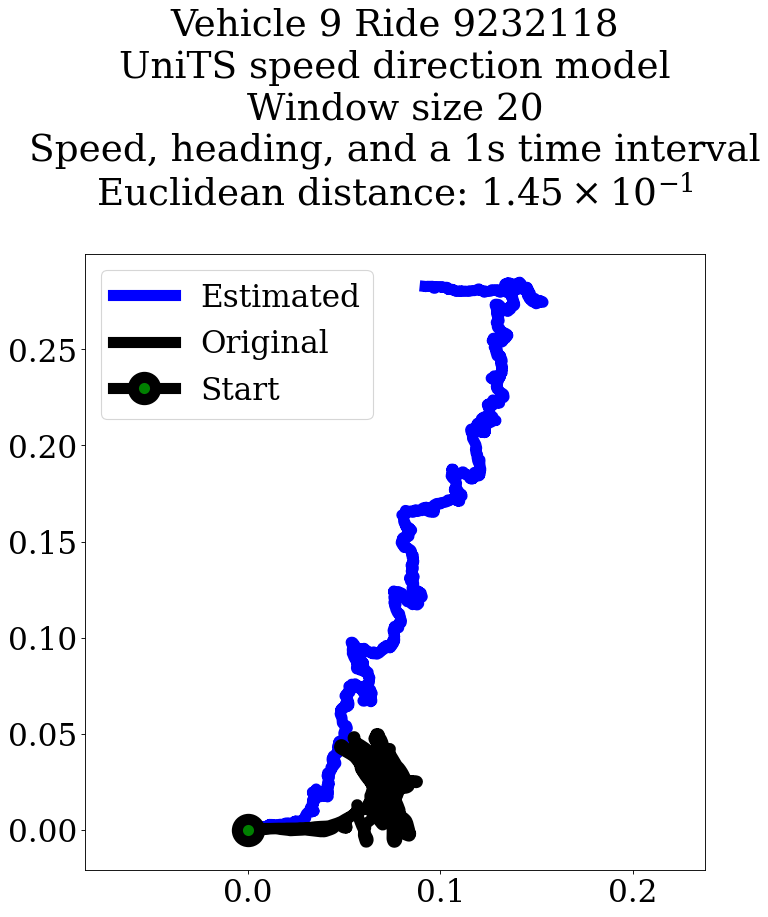 Vehicle 9 Ride 9232118
UniTS speed direction model
Window size 20
Speed, heading, and a 1s time interval
Euclidean distance: 1.45 × 10⁻¹
Estimated
Original
Start
0.25
0.20
0.15
0.10
0.05
0.00
0.0 0.1 0.2